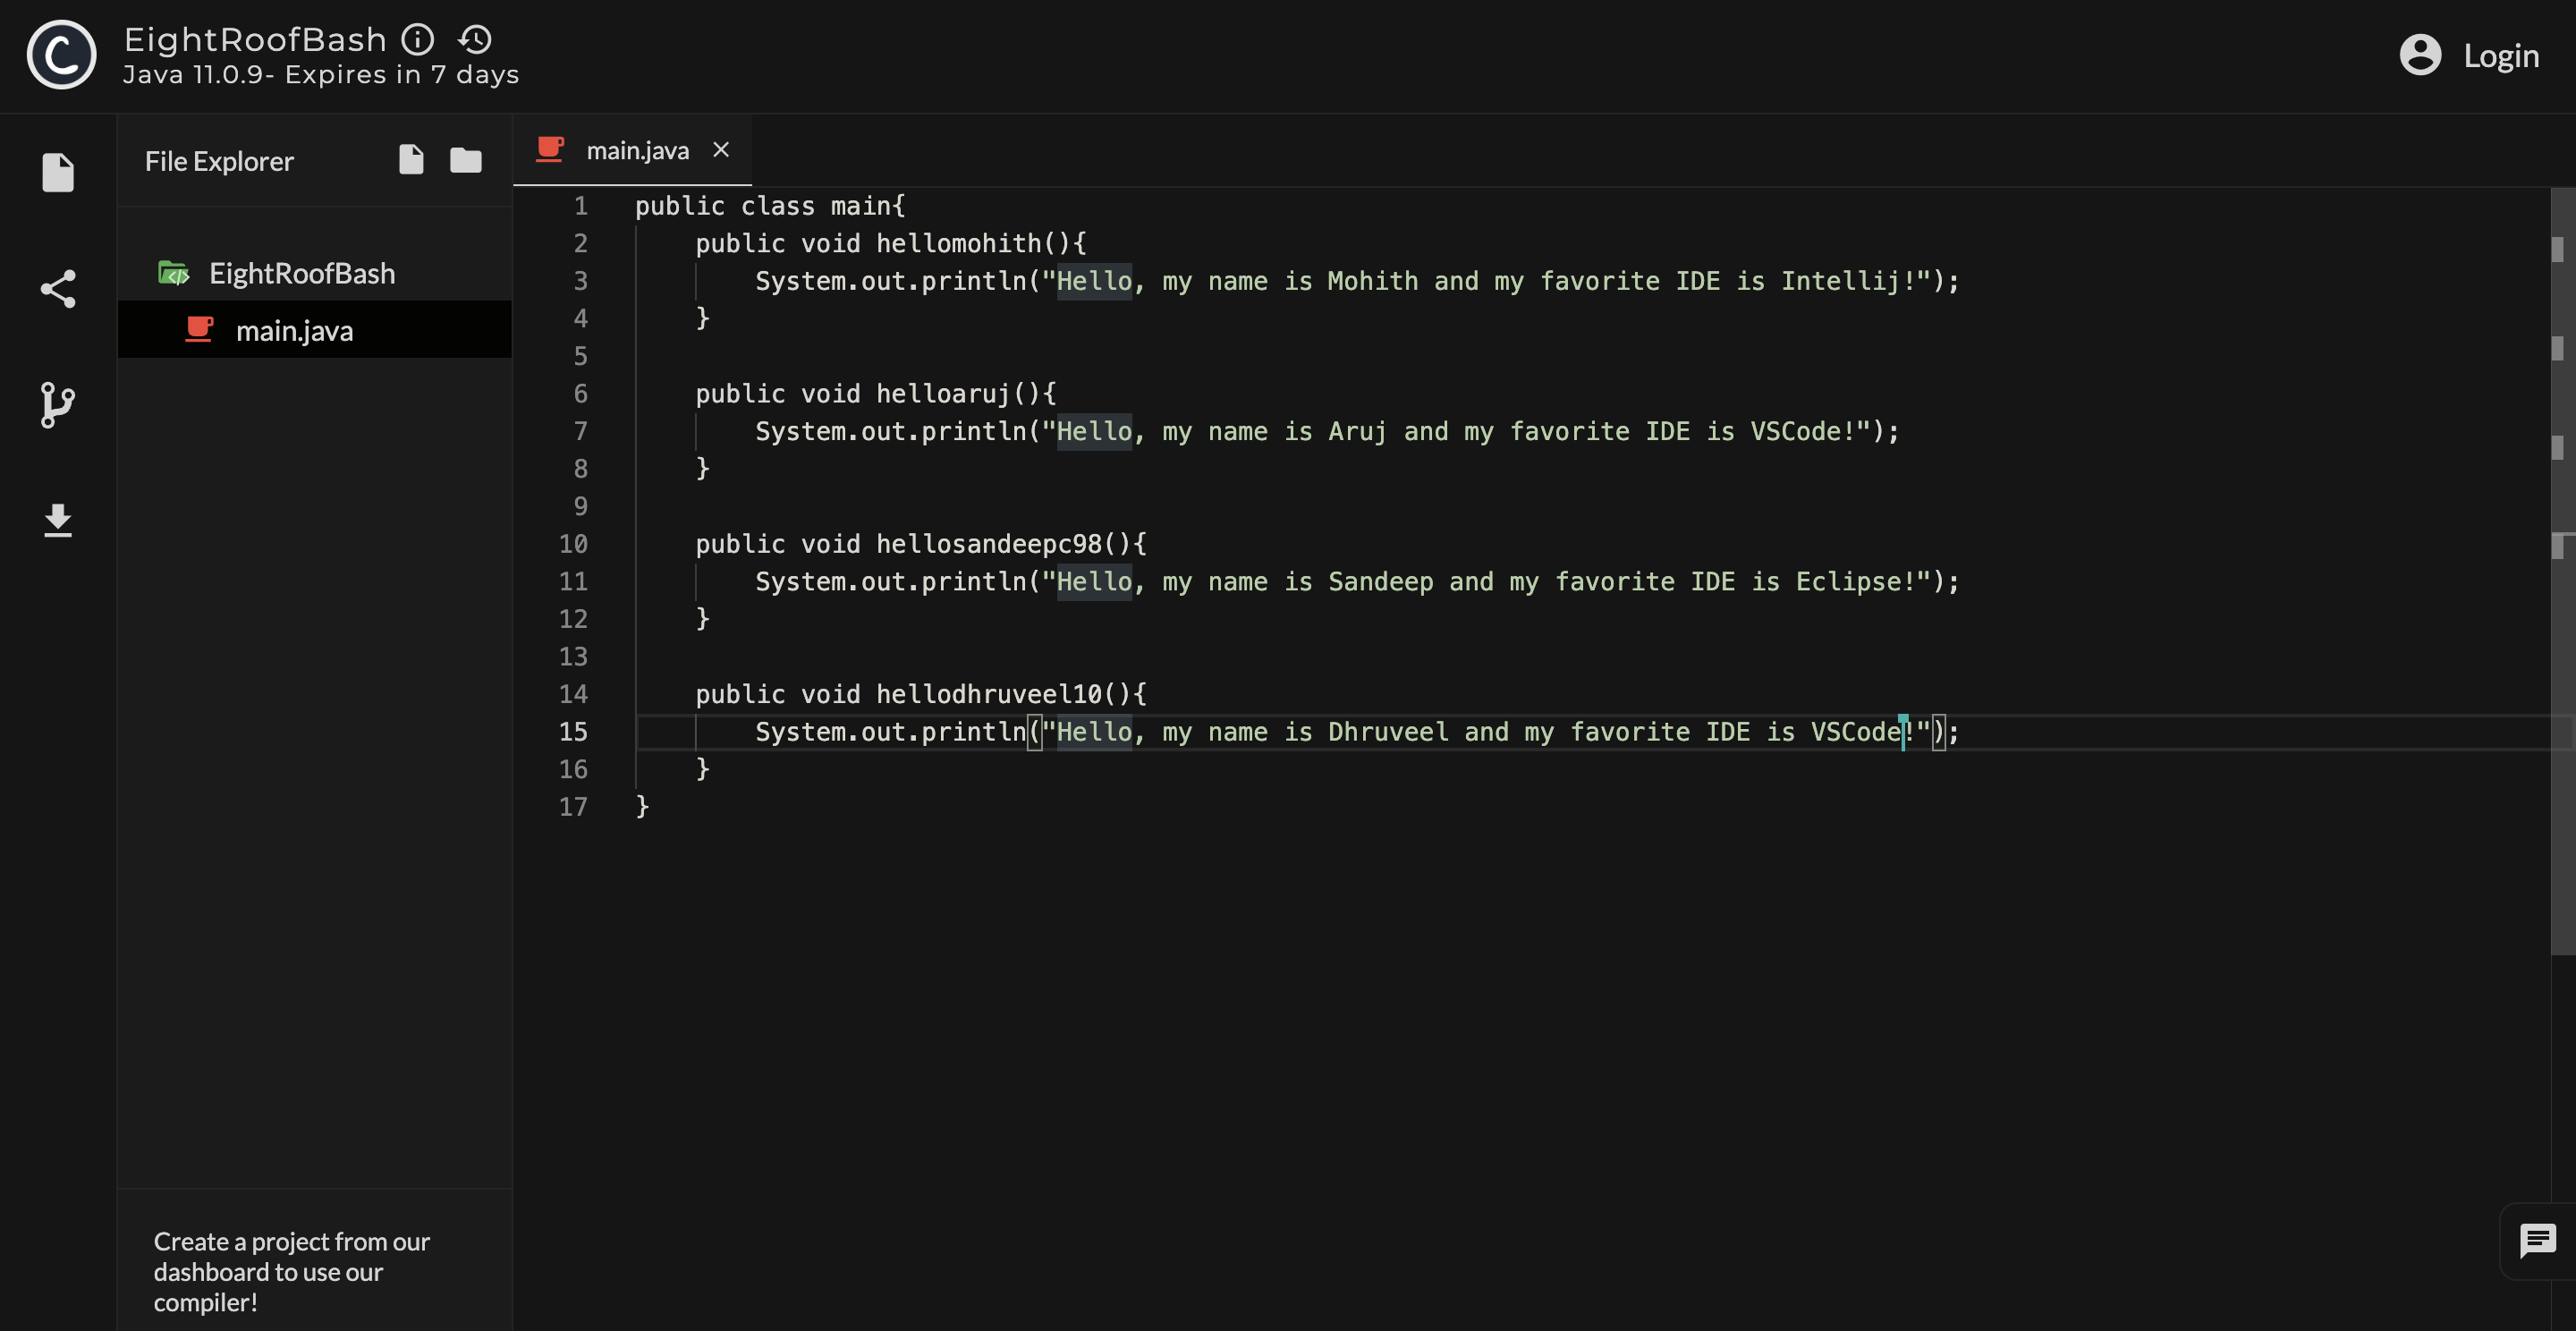 EightRoofBash
Java 11.0.9- Expires in 7 days
Login
File Explorer
EightRoofBash
main.java
Create a project from our
dashboard to use our
compiler!
main.java
1 public class main{
2     public void hellomohith(){
3         System.out.println("Hello, my name is Mohith and my favorite IDE is Intellij!");
4     }
5
6     public void helloaruj(){
7         System.out.println("Hello, my name is Aruj and my favorite IDE is VSCode!");
8     }
9
10     public void hellosandeepc98(){
11         System.out.println("Hello, my name is Sandeep and my favorite IDE is Eclipse!");
12     }
13
14     public void hellodhruveel10(){
15         System.out.println("Hello, my name is Dhruveel and my favorite IDE is VSCode!");
16     }
17 }